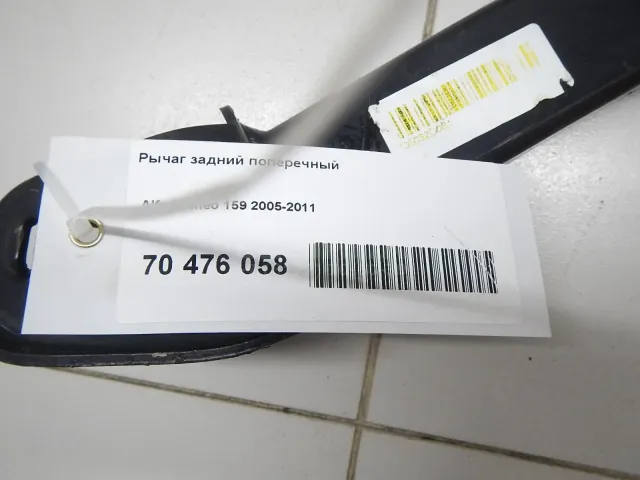 Рычаг задний поперечный
159 2005-2011
70 476 058